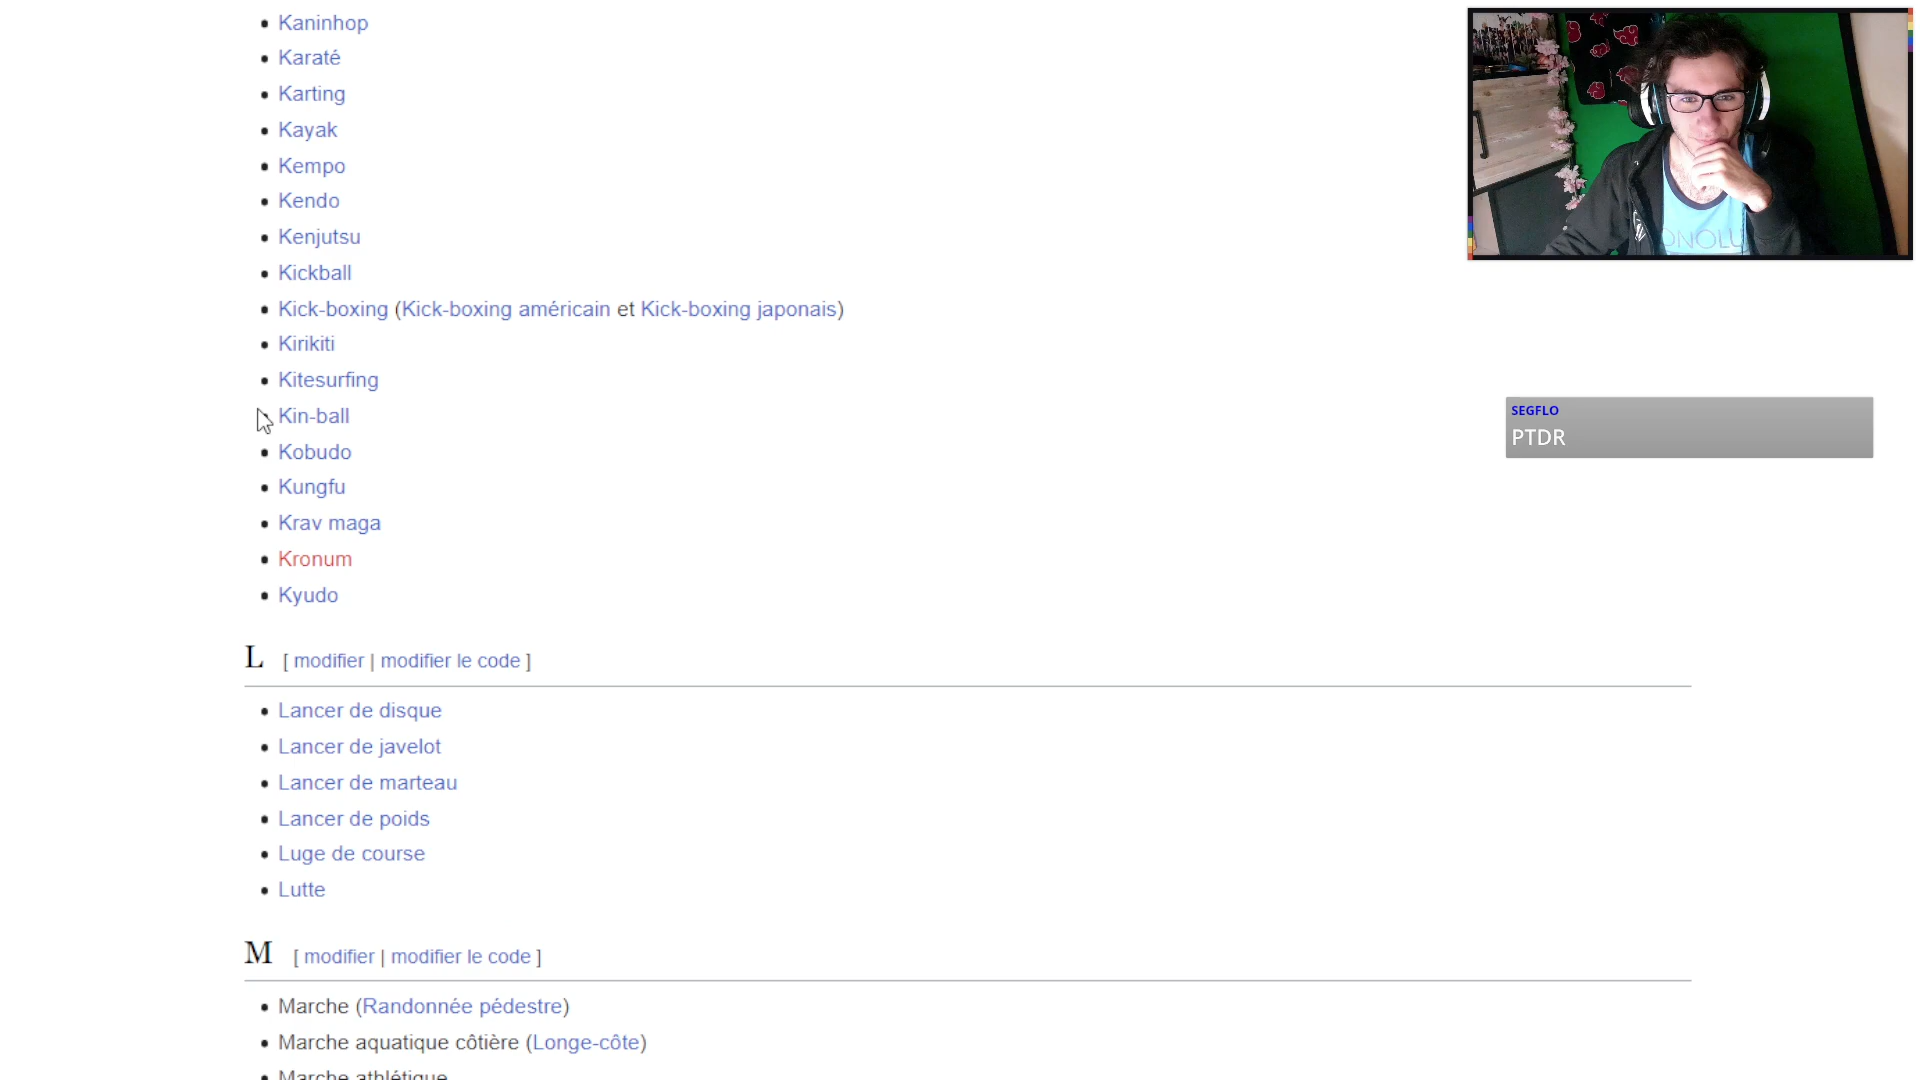 Kaninhop
Karaté
Karting
Kayak
Kempo
Kendo
Kenjutsu
Kickball
Kick-boxing (Kick-boxing américain et Kick-boxing japonais)
Kirikiti
Kitesurfing
Kin-ball
Kobudo
Kungfu
Krav maga
Kronum
Kyudo
L [ modifier | modifier le code ]
Lancer de disque
Lancer de javelot
Lancer de marteau
Lancer de poids
Luge de course
Lutte
M [ modifier | modifier le code ]
Marche (Randonnée pédestre)
Marche aquatique côtière (Longe-côte)
Marche athlétique
SEGFLO
PTDR